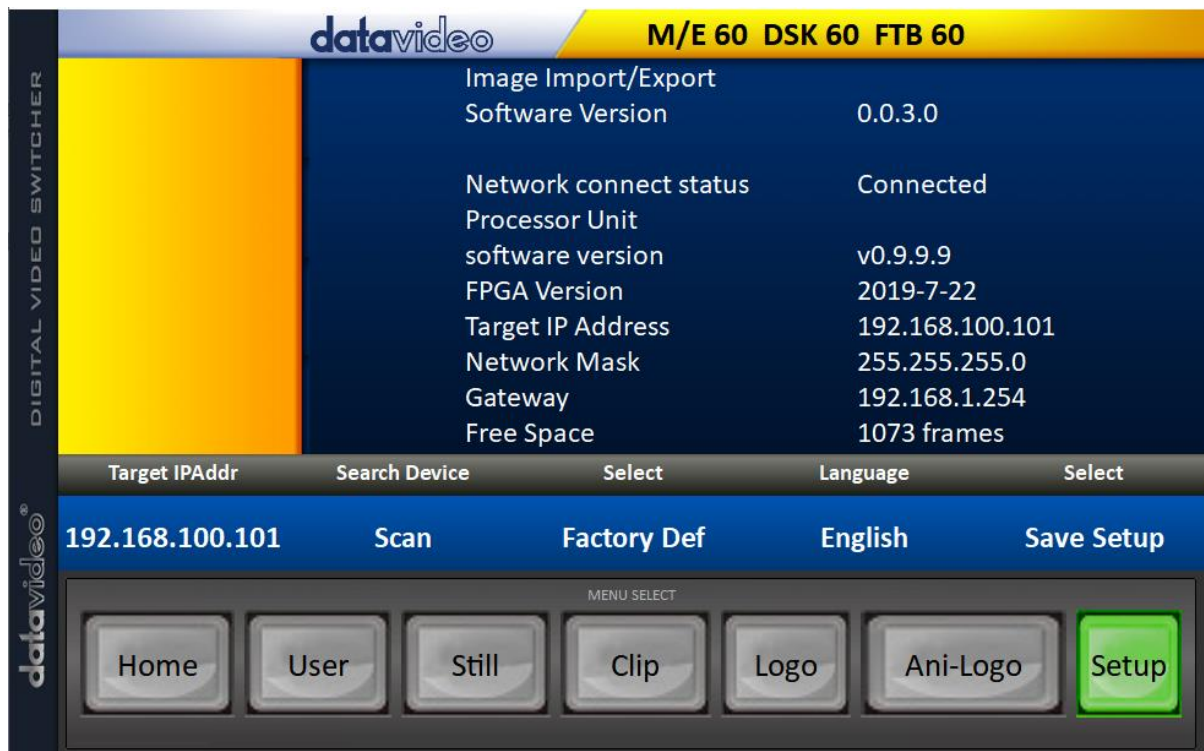 datavideo M/E 60 DSK 60 FTB 60
Image Import/Export
Software Version 0.0.3.0
Network connect status Connected
Processor Unit
software version v0.9.9.9
FPGA Version 2019-7-22
Target IP Address 192.168.100.101
Network Mask 255.255.255.0
Gateway 192.168.1.254
Free Space 1073 frames
Target IPAddr Search Device Select Language Select
192.168.100.101 Scan Factory Def English Save Setup
MENU SELECT
Home User Still Clip Logo Ani-Logo Setup
DIGITAL VIDEO SWITCHER
datavideo®